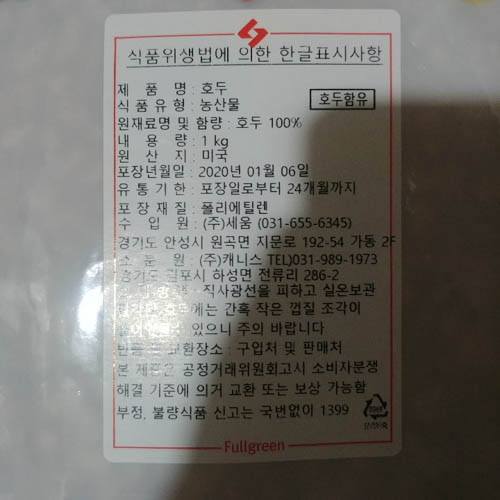 식품위생법에 의한 한글표시사항
제 품 명 : 호두
식 품 유 형 : 농산물
호두함유
원재료명 및 함량 : 호두 100%
내 용 량 : 1 kg
원 산 지 : 미국
포장년월일 : 2020년 01월 06일
유 통 기 한 : 포장일로부터 24개월까지
포 장 재 질 : 폴리에틸렌
수 입 원 : (주)세움 (031-655-6345)
경기도 안성시 원곡면 지문로 192-54 가동 2F
소 분 원 : (주)캐니스 TEL)031-989-1973
경기도 김포시 하성면 전류리 286-2
직사광선을 피하고 실온보관
간혹 작은 껍질 조각이
있으니 주의 바랍니다
반품 및 교환장소 : 구입처 및 판매처
본 제품은 공정거래위원회고시 소비자분쟁
해결 기준에 의거 교환 또는 보상 가능함
부정, 불량식품 신고는 국번없이 1399
Fullgreen